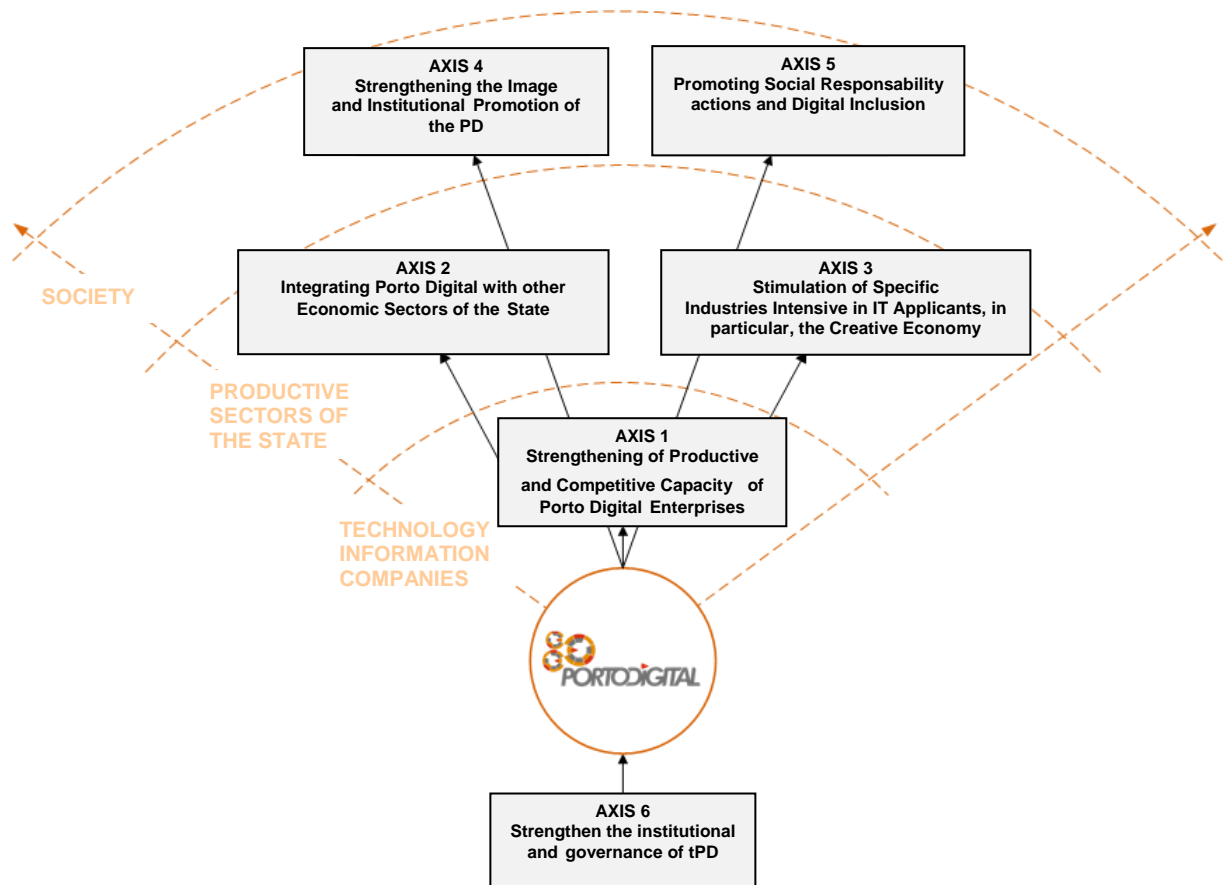 AXIS 4
Strengthening the Image
and Institutional Promotion of
the PD
AXIS 5
Promoting Social Responsability
actions and Digital Inclusion
SOCIETY
AXIS 2
Integrating Porto Digital with other
Economic Sectors of the State
AXIS 3
Stimulation of Specific
Industries Intensive in IT Applicants, in
particular, the Creative Economy
PRODUCTIVE
SECTORS OF
THE STATE
AXIS 1
Strengthening of Productive
and Competitive Capacity of
Porto Digital Enterprises
TECHNOLOGY
INFORMATION
COMPANIES
PORTODIGITAL
AXIS 6
Strengthen the institutional
and governance of tPD